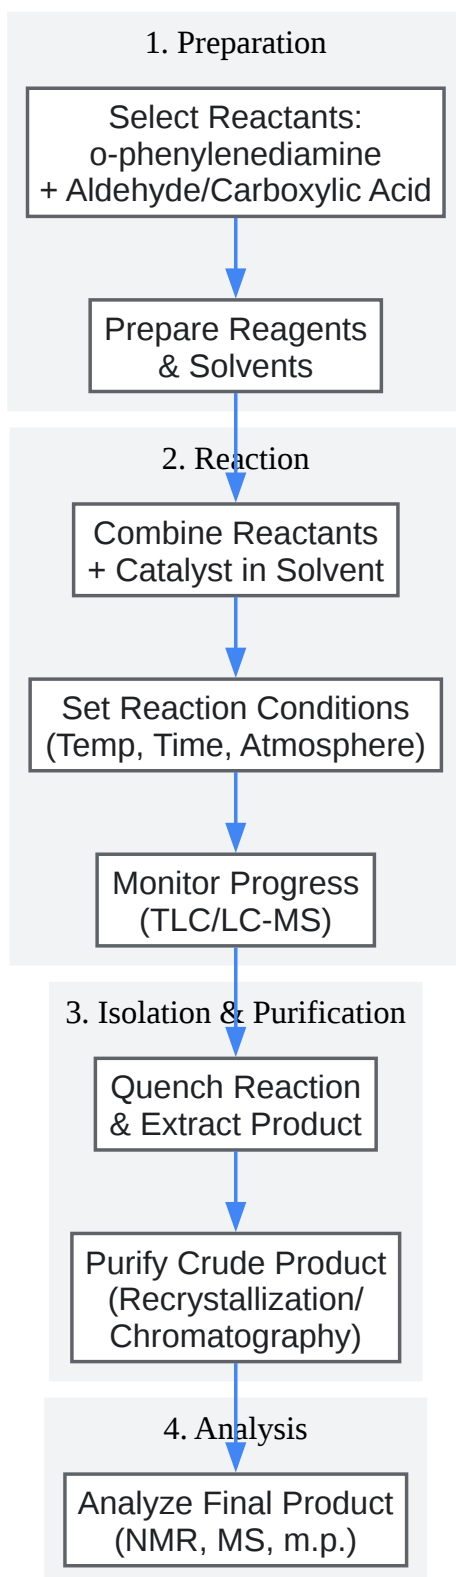 1. Preparation
Select Reactants:
o-phenylenediamine
+ Aldehyde/Carboxylic Acid
Prepare Reagents
& Solvents
2. Reaction
Combine Reactants
+ Catalyst in Solvent
Set Reaction Conditions
(Temp, Time, Atmosphere)
Monitor Progress
(TLC/LC-MS)
3. Isolation & Purification
Quench Reaction
& Extract Product
Purify Crude Product
(Recrystallization/
Chromatography)
4. Analysis
Analyze Final Product
(NMR, MS, m.p.)